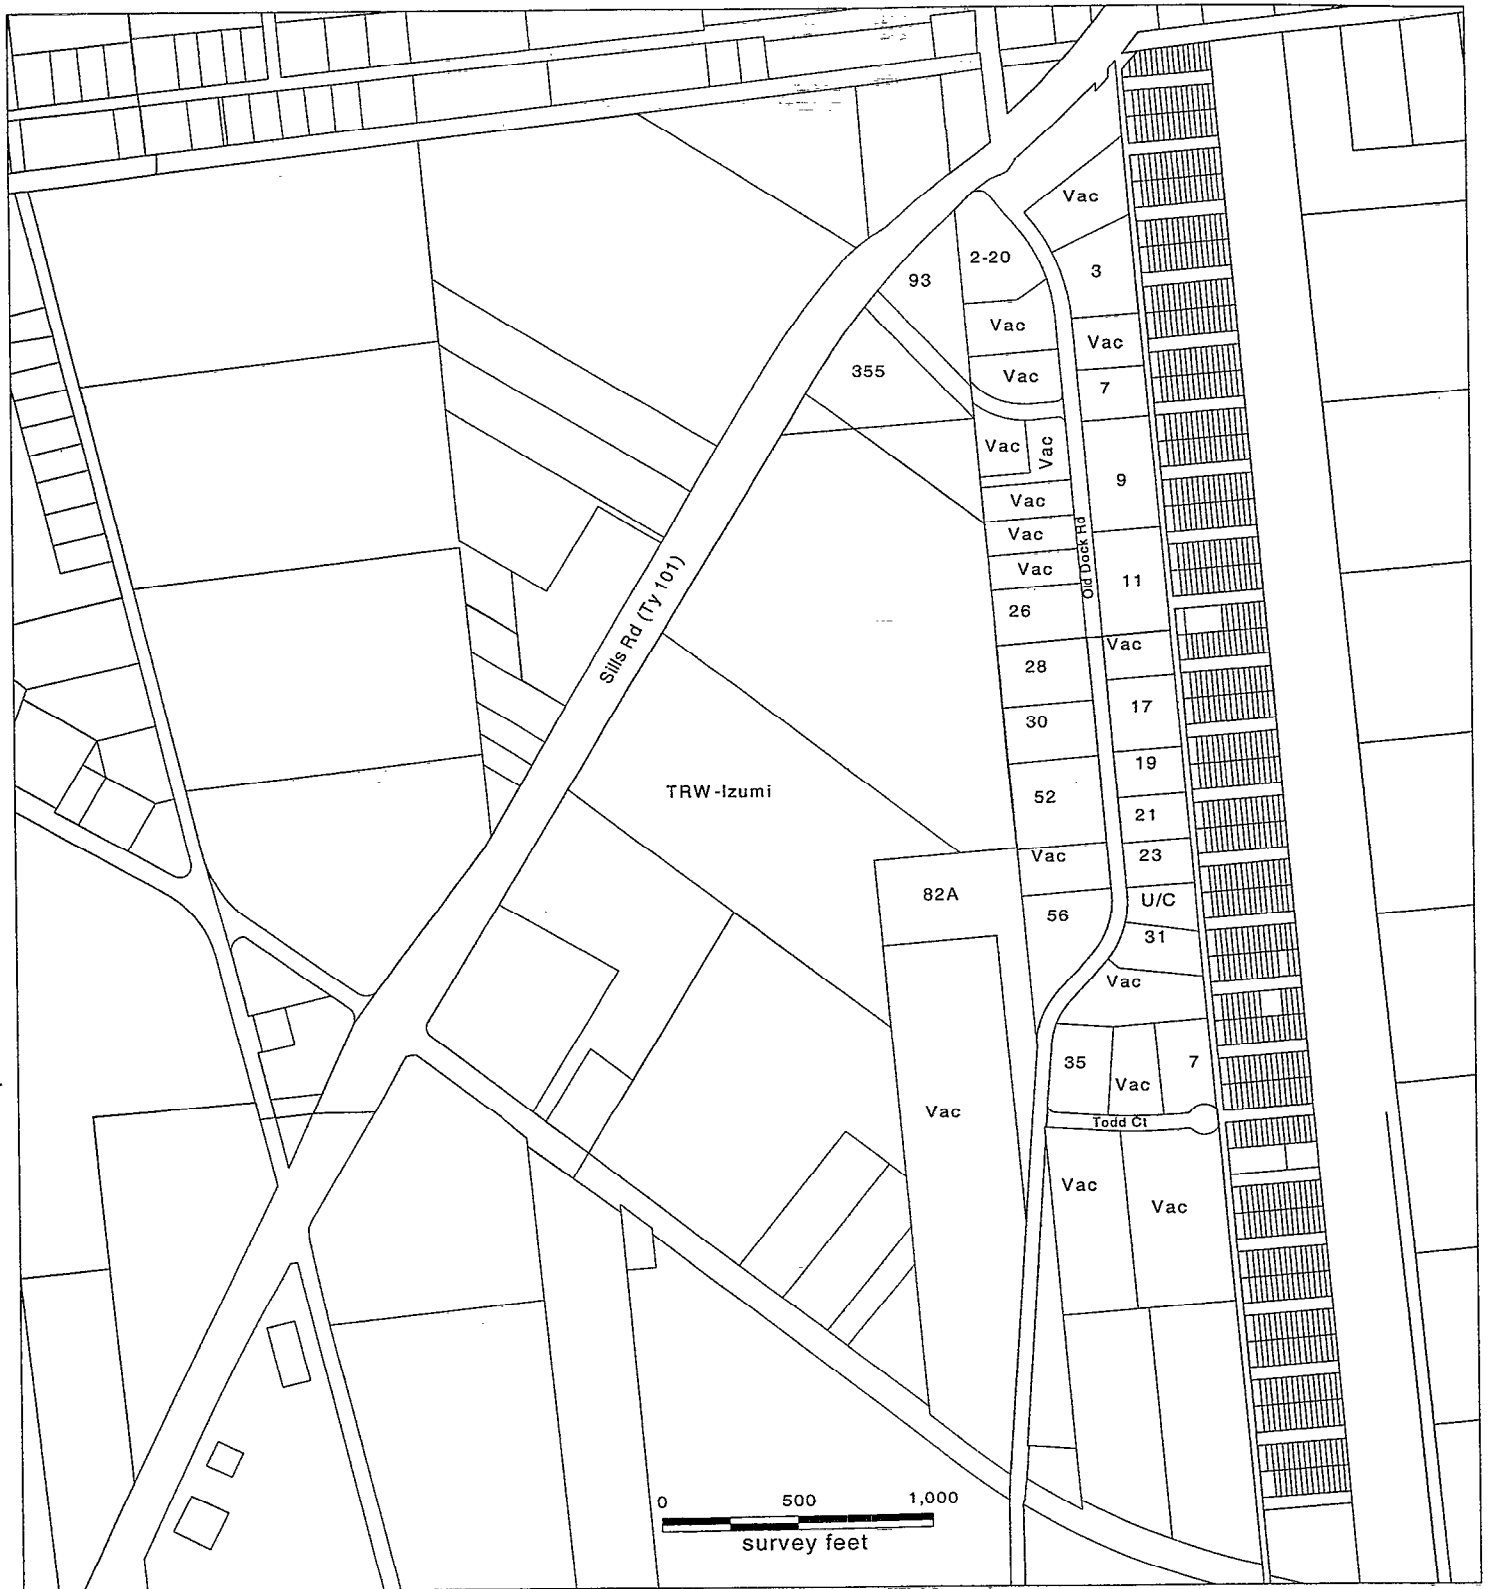 Vac
2-20
3
93
Vac
Vac
355
Vac
7
Vac
Vac
9
Vac
Vac
Old Dock Rd
Vac
11
Sills Rd (Ty 101)
26
Vac
28
17
30
19
TRW-Izumi
52
21
Vac
23
82A
U/C
56
31
Vac
35
7
Vac
Vac
Todd Ct
Vac
Vac
0 500 1,000
survey feet